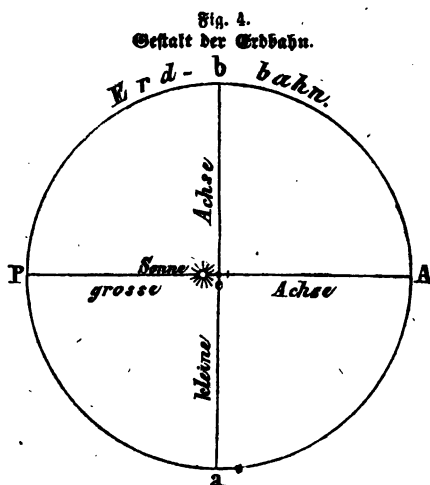 Fig. 4.
Gestalt der Erdbahn.
Erd- b bahn.
Achse
P Sonne A
o
grosse Achse
kleine
a